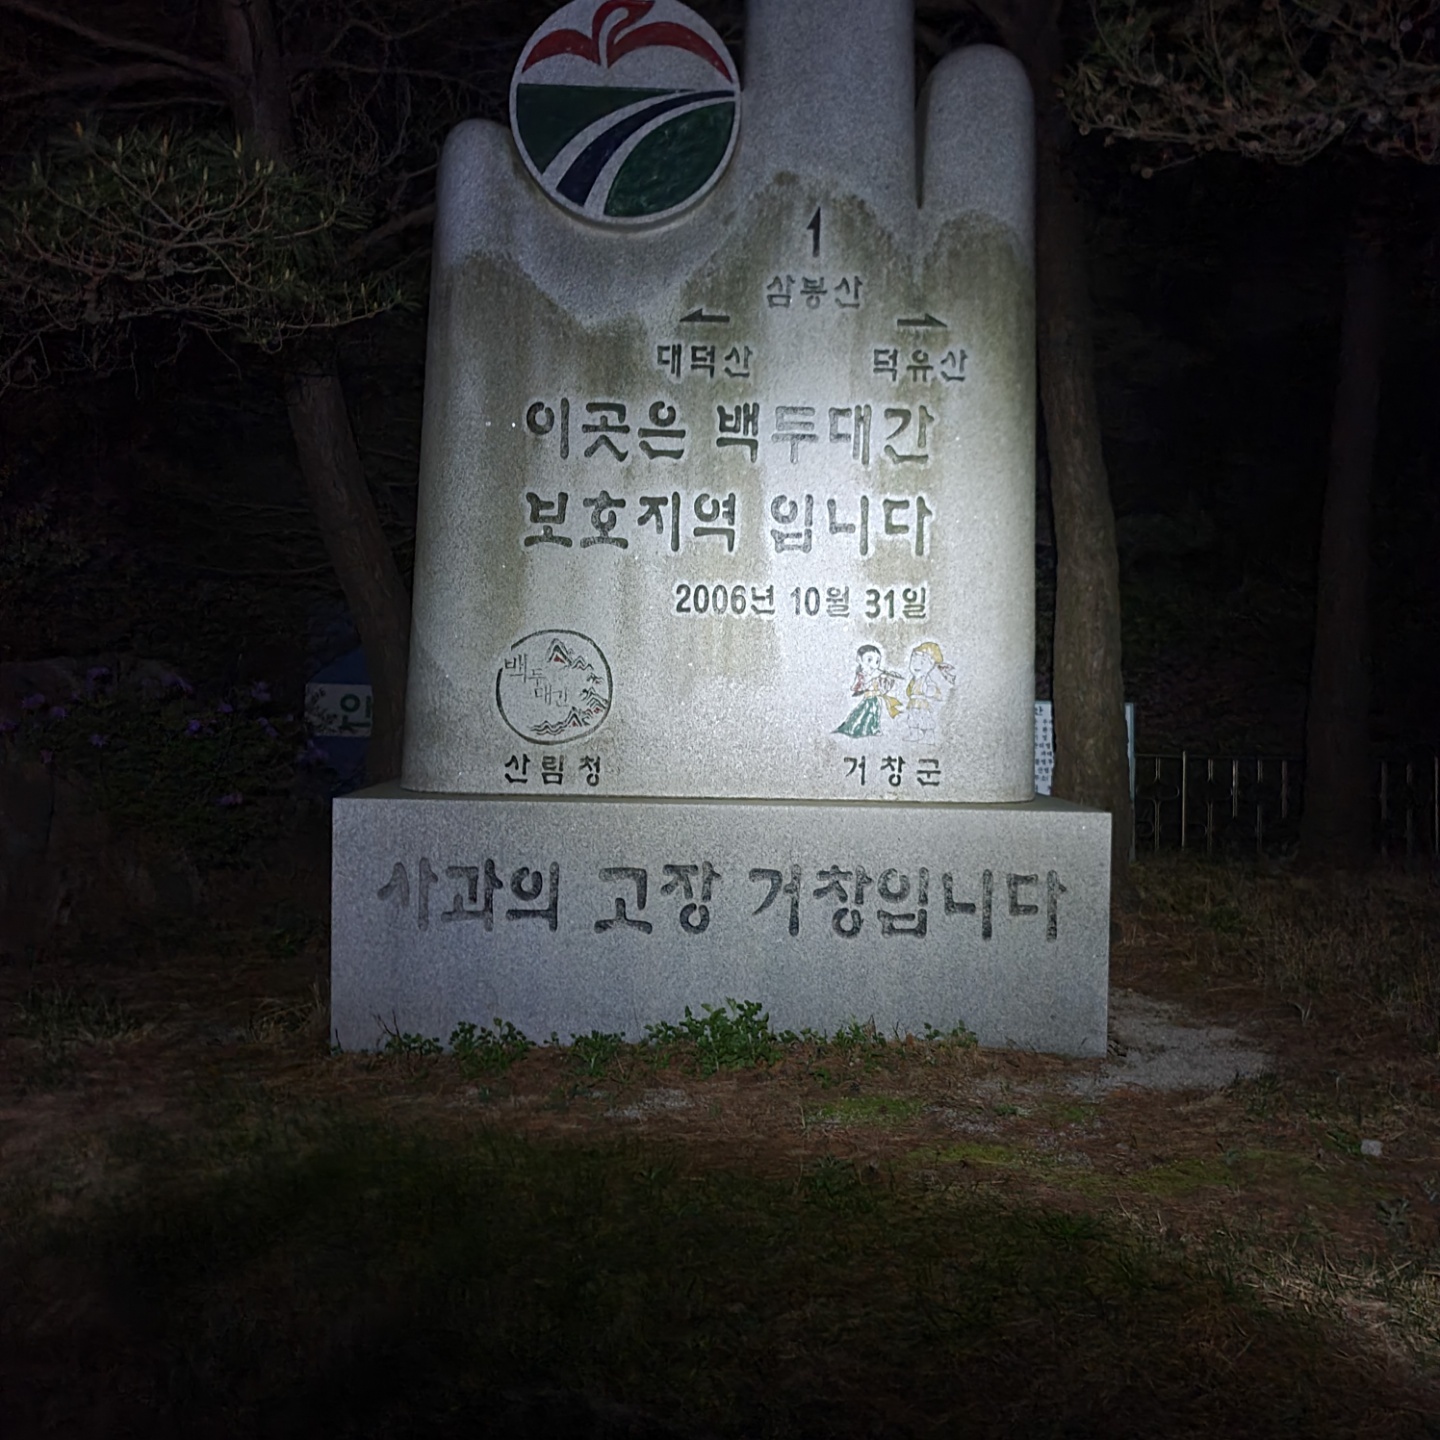 삼봉산
대덕산 덕유산
이곳은 백두대간
보호지역 입니다
2006년 10월 31일
백두
대간
산림청 거창군
사과의 고장 거창입니다